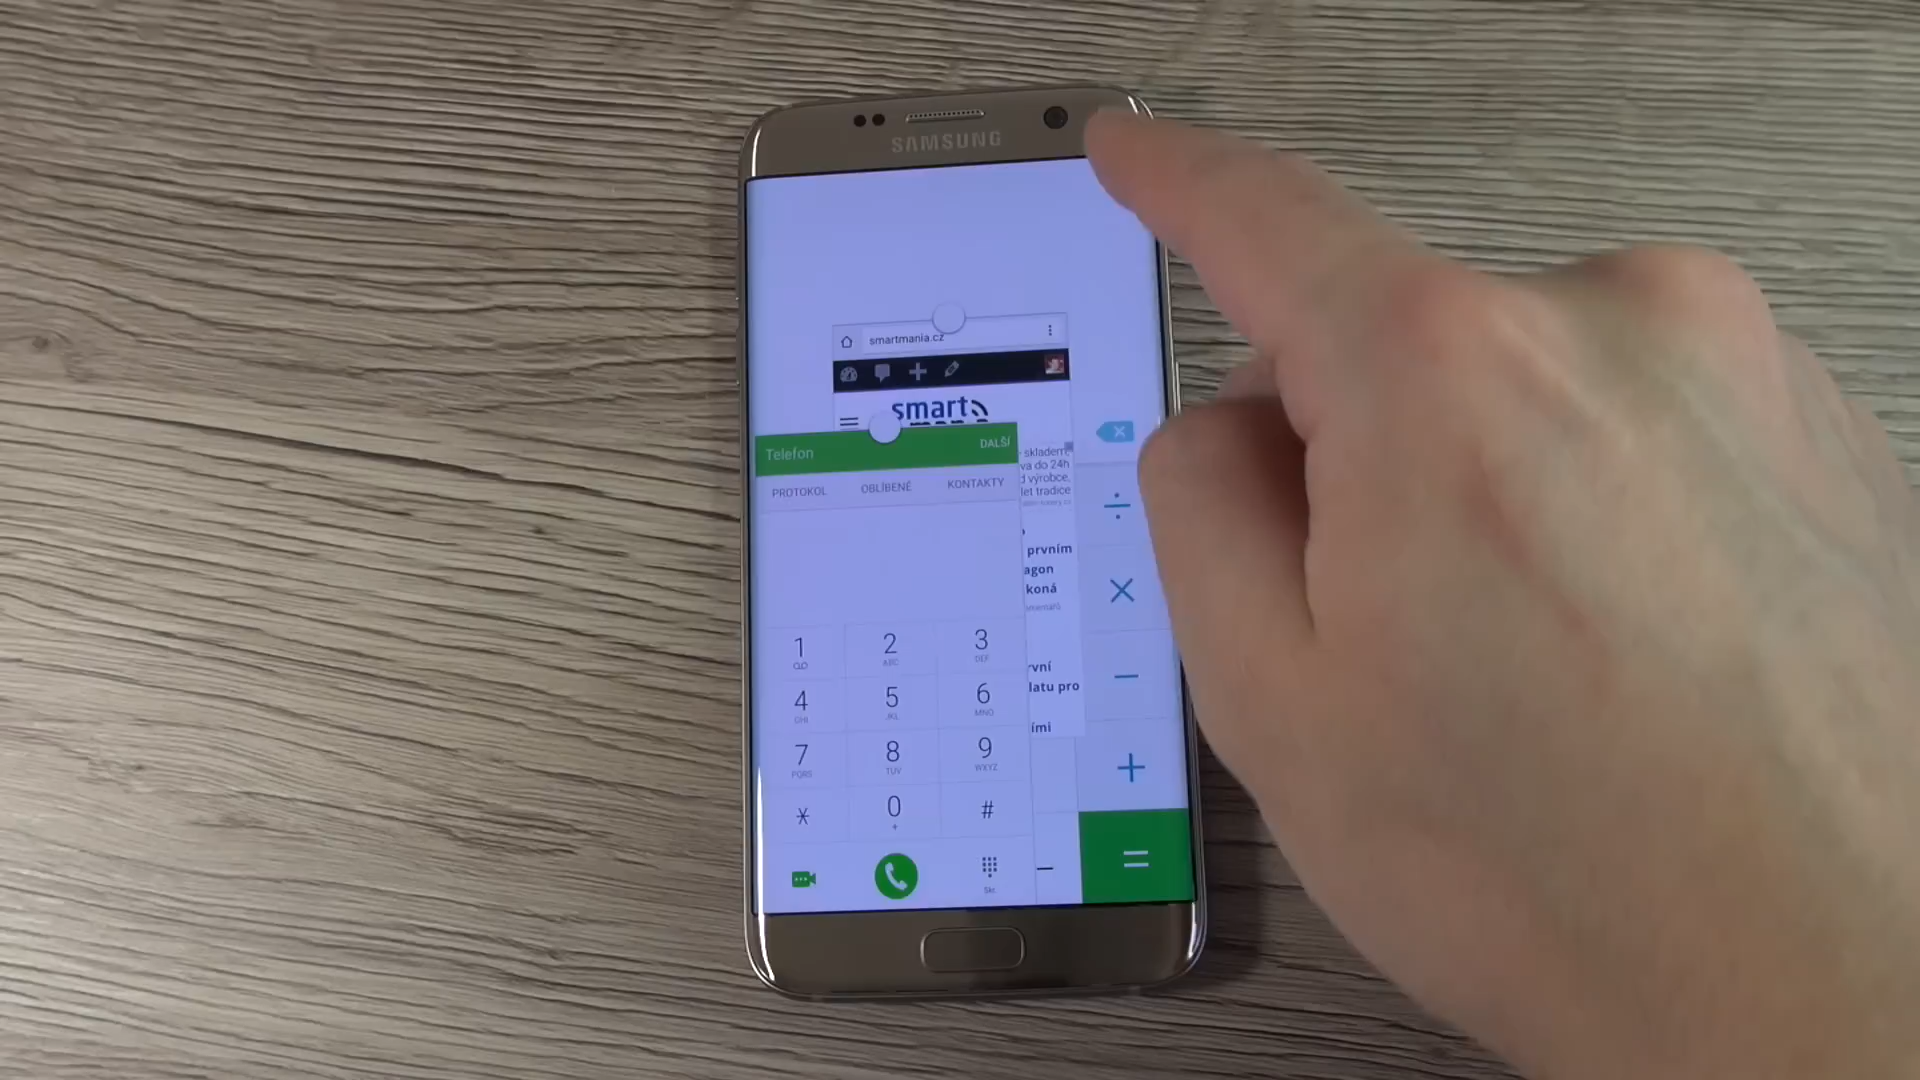 SAMSUNG
smartmania.cz
smart
Telefon
DALŠÍ
PROTOKOL
OBLÍBENÉ
KONTAKTY
skladem,
va do 24h
d výrobce,
let tradice
prvním
agon
koná
rvní
latu pro
ími
1
2 ABC
3 DEF
4 GHI
5 JKL
6 MNO
7 PQRS
8 TUV
9 WXYZ
*
0 +
#
÷
×
−
+
=